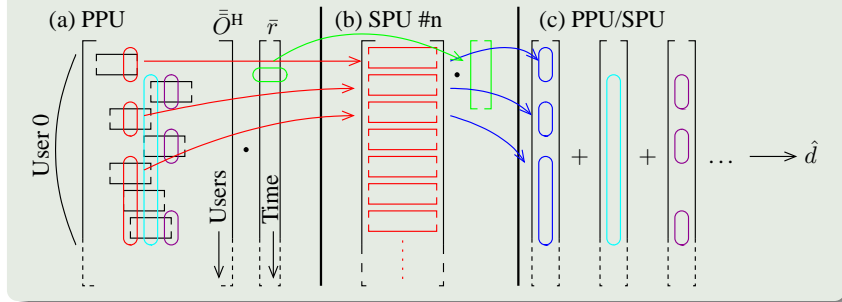 (a) PPU
Ō̄ᴴ
r̄
(b) SPU #n
(c) PPU/SPU
User 0
Users
Time
+
+
...
d̂